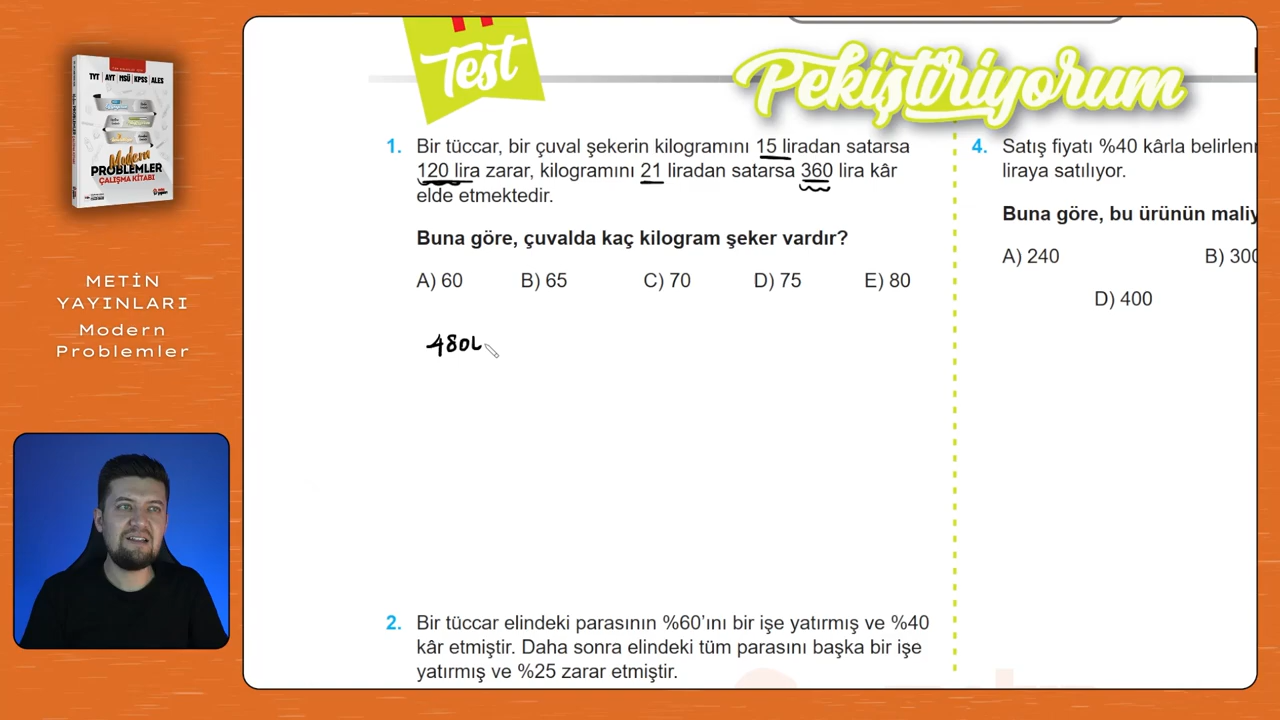 TYT | AYT | MSÜ | KPSS | ALES
Modern
PROBLEMLER
ÇALIŞMA KİTABI
METİN
YAYINLARI
Modern
Problemler
Test
Pekiştiriyorum
1. Bir tüccar, bir çuval şekerin kilogramını 15 liradan satarsa
120 lira zarar, kilogramını 21 liradan satarsa 360 lira kâr
elde etmektedir.
Buna göre, çuvalda kaç kilogram şeker vardır?
A) 60 B) 65 C) 70 D) 75 E) 80
480L
2. Bir tüccar elindeki parasının %60'ını bir işe yatırmış ve %40
kâr etmiştir. Daha sonra elindeki tüm parasını başka bir işe
yatırmış ve %25 zarar etmiştir.
4. Satış fiyatı %40 kârla
liraya satılıyor.
Buna göre, bu ürünün
A) 240 B) 300
D) 400